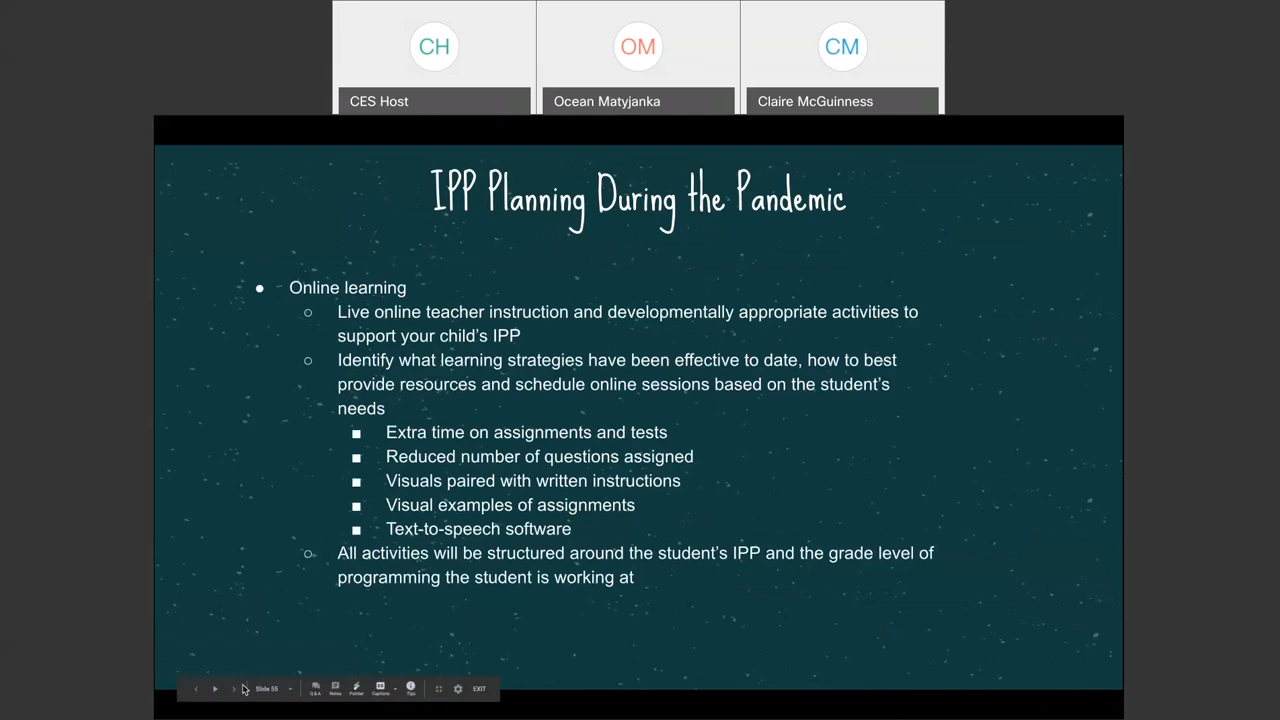 CH
OM
CM
CES Host
Ocean Matyjanka
Claire McGuinness
IPP Planning During the Pandemic
● Online learning
○ Live online teacher instruction and developmentally appropriate activities to
support your child's IPP
○ Identify what learning strategies have been effective to date, how to best
provide resources and schedule online sessions based on the student's
needs
■ Extra time on assignments and tests
■ Reduced number of questions assigned
■ Visuals paired with written instructions
■ Visual examples of assignments
■ Text-to-speech software
○ All activities will be structured around the student's IPP and the grade level of
programming the student is working at
Slide 55
Q&A
Notes
Pointer
Captions
Tips
EXIT